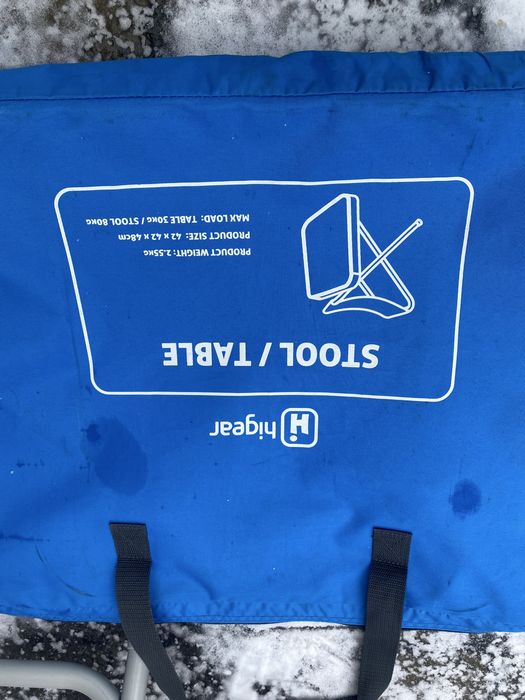 higear
STOOL / TABLE
PRODUCT WEIGHT: 2.55KG
PRODUCT SIZE: 42 x 42 x 48cm
MAX LOAD: TABLE 30KG / STOOL 80KG